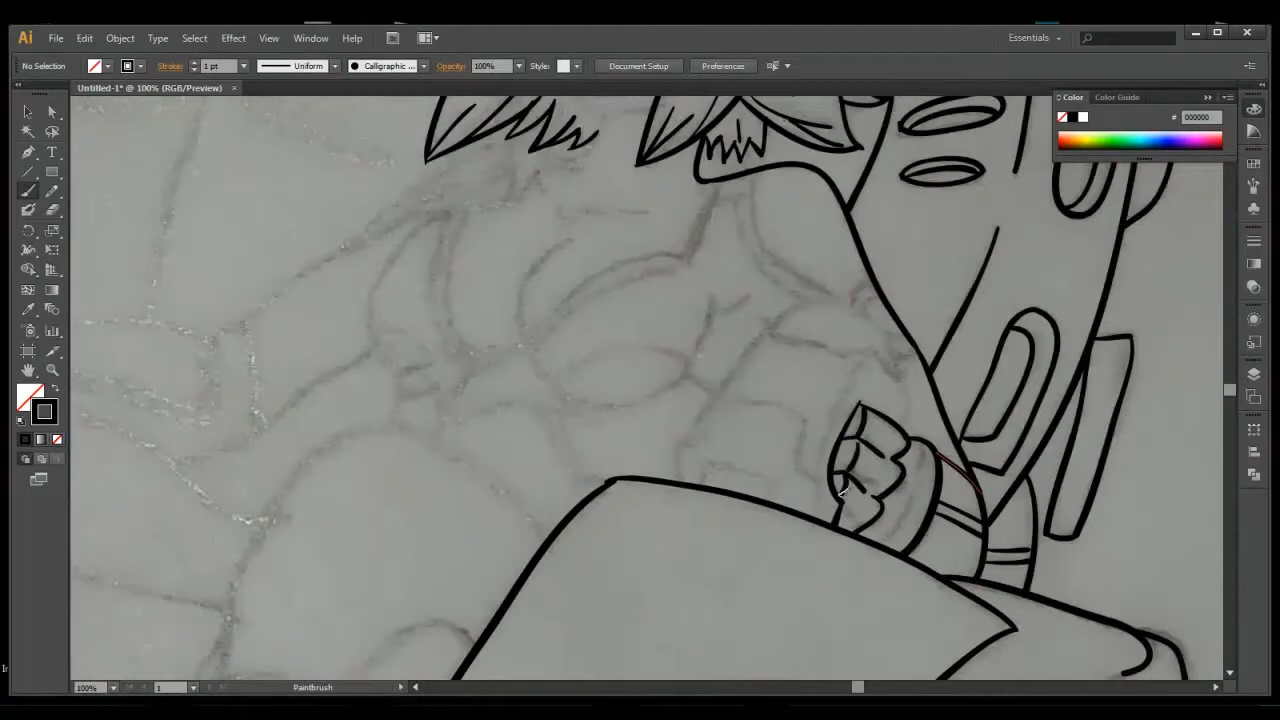 Ai File Edit Object Type Select Effect View Window Help Essentials
No Selection Stroke: 1 pt Uniform Calligraphic ... Opacity: 100% Style: Document Setup Preferences
Untitled-1* @ 100% (RGB/Preview) ×
Color Color Guide
# 000000
T
100% 1 Paintbrush